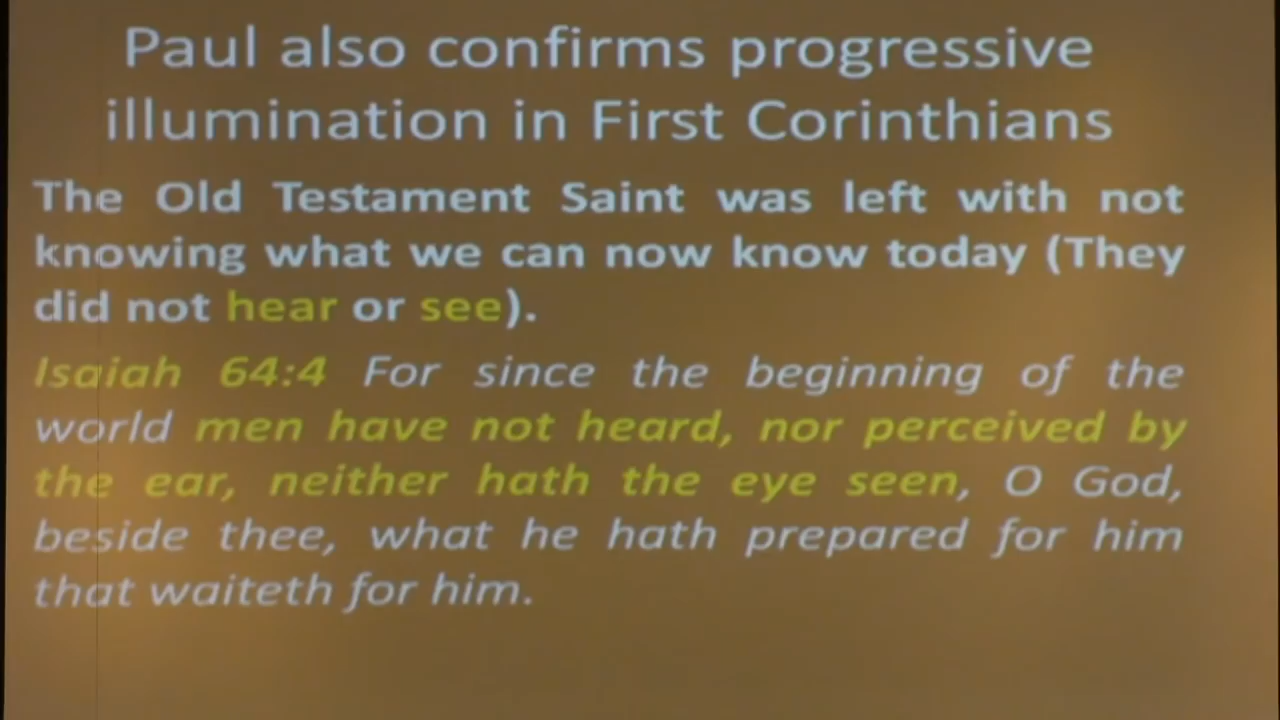 Paul also confirms progressive
illumination in First Corinthians
The Old Testament Saint was left with not
knowing what we can now know today (They
did not hear or see).
Isaiah 64:4 For since the beginning of the
world men have not heard, nor perceived by
the ear, neither hath the eye seen, O God,
beside thee, what he hath prepared for him
that waiteth for him.